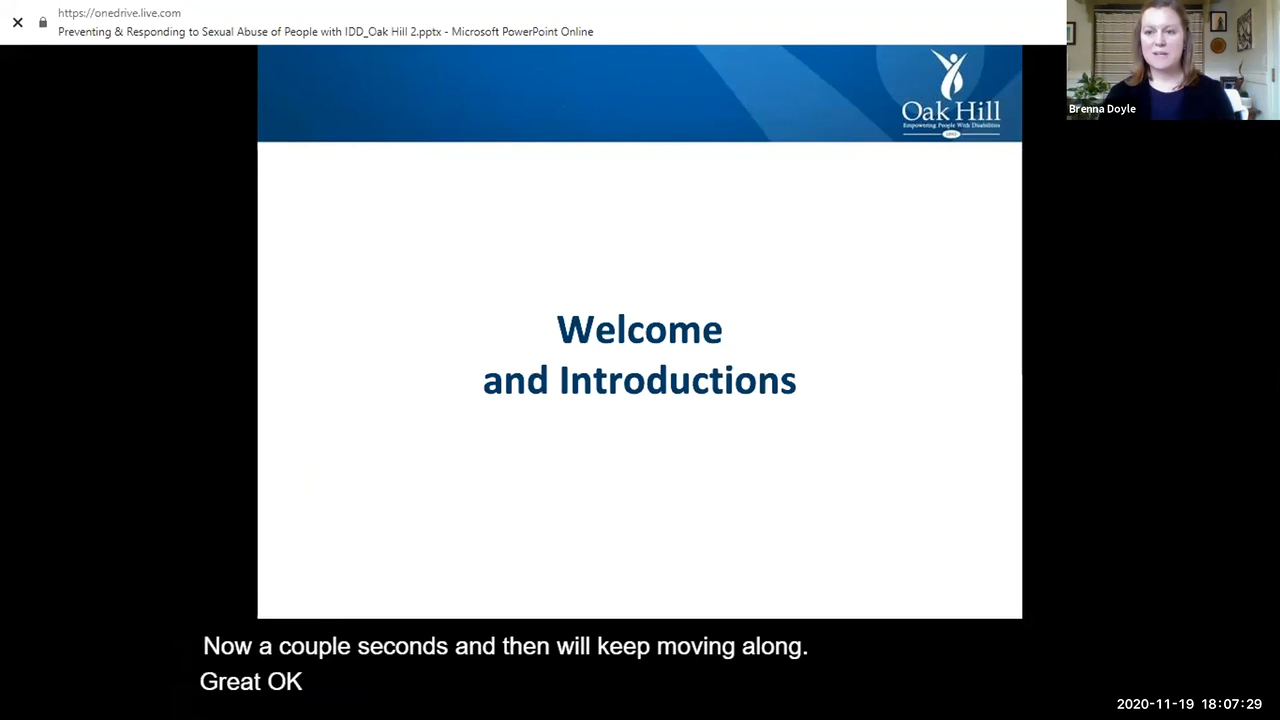 https://onedrive.live.com
Preventing & Responding to Sexual Abuse of People with IDD_Oak Hill 2.pptx - Microsoft PowerPoint Online
Brenna Doyle
Oak Hill
Empowering People With Disabilities
Welcome
and Introductions
Now a couple seconds and then will keep moving along.
Great OK
2020-11-19 18:07:29